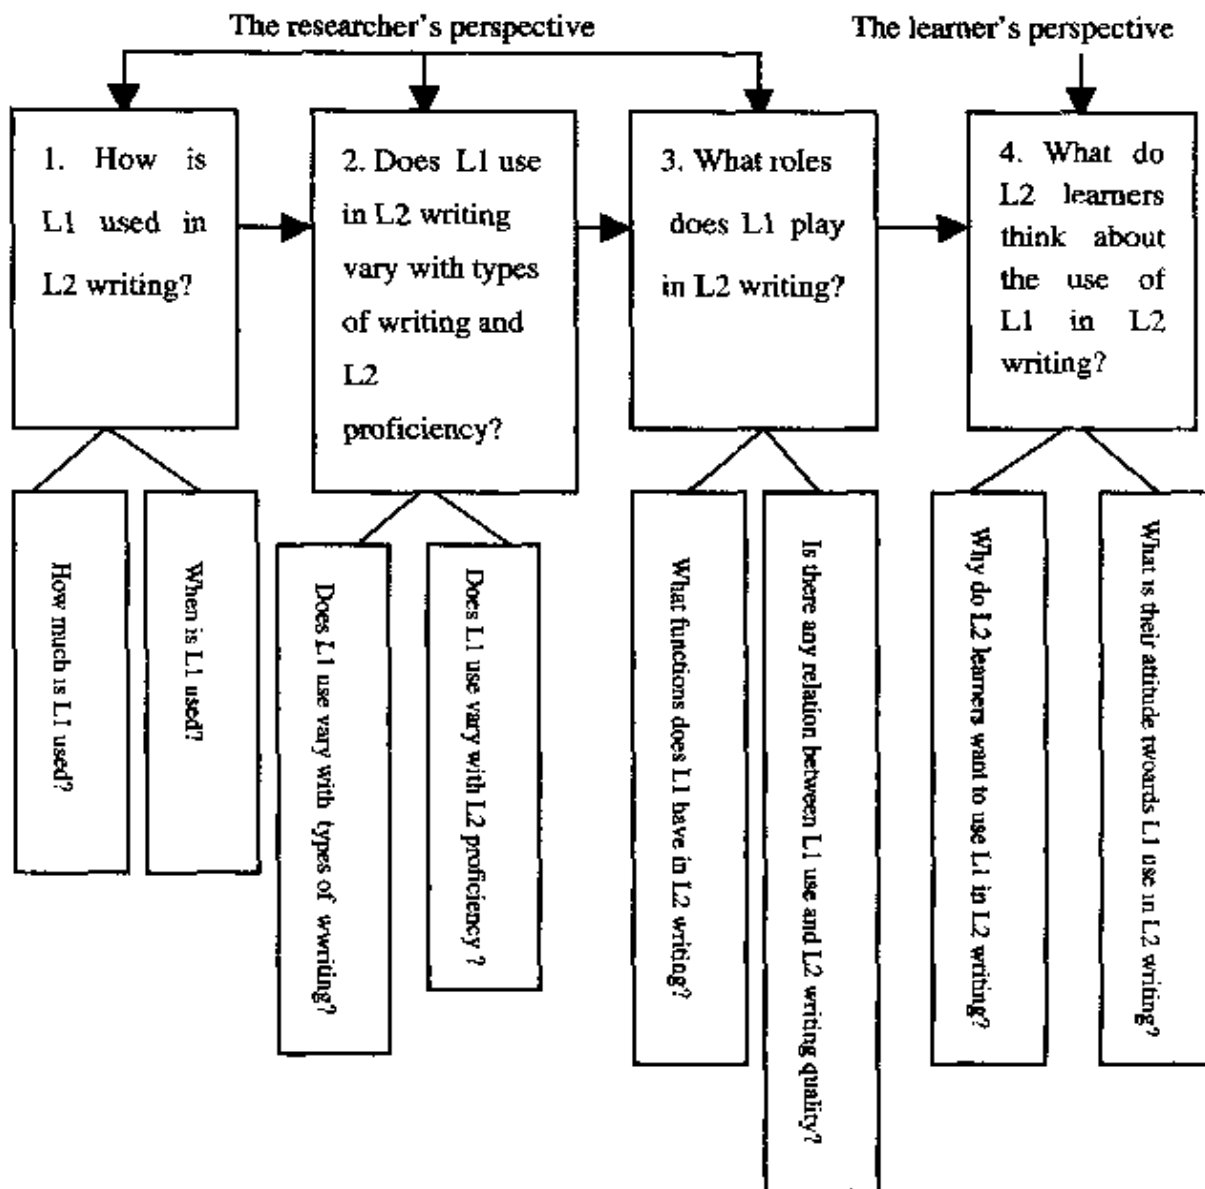 The researcher's perspective
The learner's perspective
1. How is
L1 used in
L2 writing?
2. Does L1 use
in L2 writing
vary with types
of writing and
L2
proficiency?
3. What roles
does L1 play
in L2 writing?
4. What do
L2 learners
think about
the use of
L1 in L2
writing?
How much is L1 used?
When is L1 used?
Does L1 use vary with types of wwriting?
Does L1 use vary with L2 proficiency ?
What functions does L1 have in L2 writing?
Is there any relation between L1 use and L2 writing quality?
Why do L2 learners want to use L1 in L2 writing?
What is their attitude twoards L1 use in L2 writing?